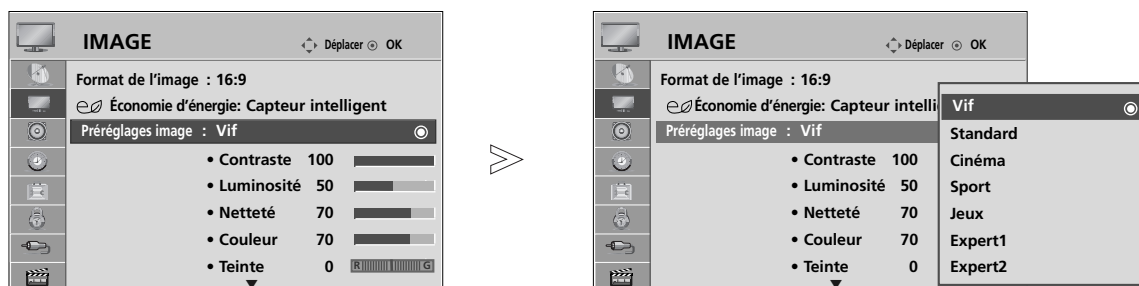 IMAGE Déplacer OK
Format de l'image : 16:9
Économie d'énergie: Capteur intelligent
Préréglages image : Vif
• Contraste 100
• Luminosité 50
• Netteté 70
• Couleur 70
• Teinte 0 R G
IMAGE Déplacer OK
Format de l'image : 16:9
Économie d'énergie: Capteur intelli
Préréglages image : Vif
• Contraste 100
• Luminosité 50
• Netteté 70
• Couleur 70
• Teinte 0
Vif
Standard
Cinéma
Sport
Jeux
Expert1
Expert2